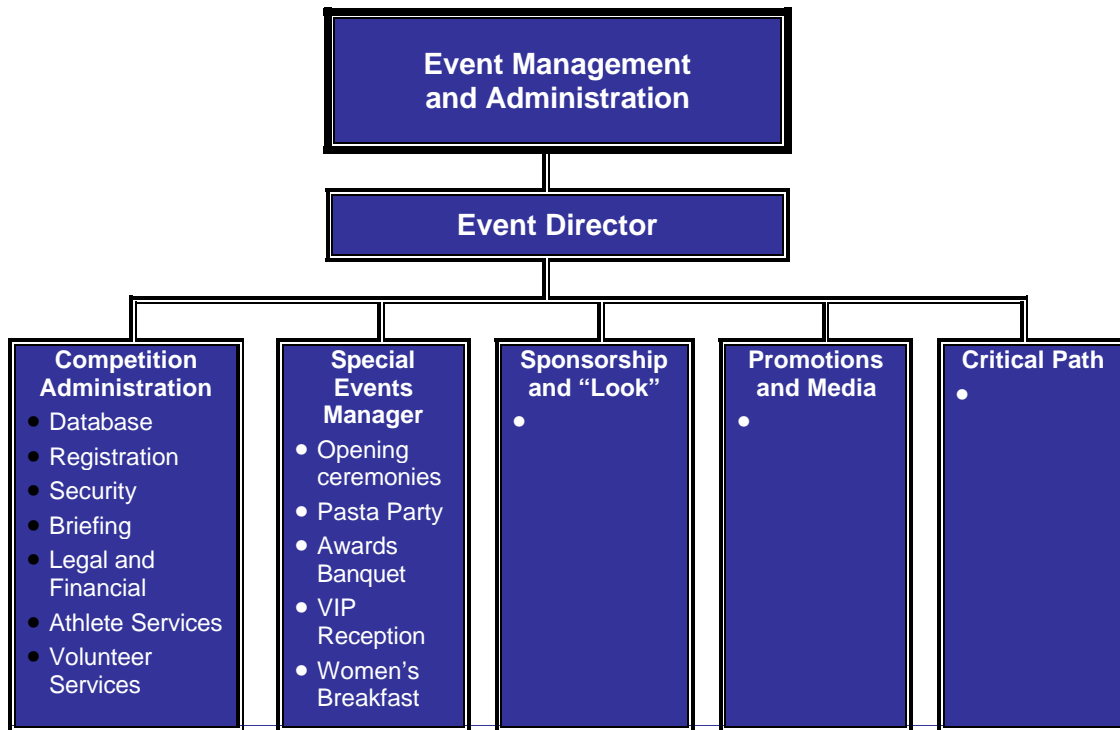 Event Management
and Administration
Event Director
Competition
Administration
● Database
● Registration
● Security
● Briefing
● Legal and
Financial
● Athlete Services
● Volunteer
Services
Special
Events
Manager
● Opening
ceremonies
● Pasta Party
● Awards
Banquet
● VIP
Reception
● Women’s
Breakfast
Sponsorship
and “Look”
●
Promotions
and Media
●
Critical Path
●